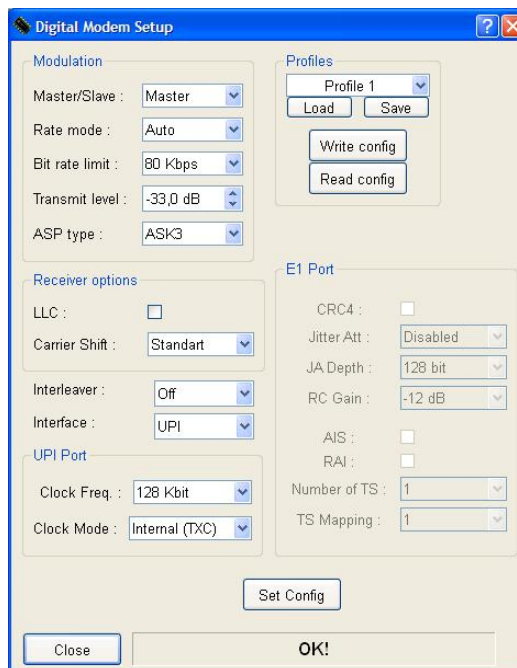 Digital Modem Setup
Modulation
Master/Slave : Master
Rate mode : Auto
Bit rate limit : 80 Kbps
Transmit level : -33,0 dB
ASP type : ASK3
Profiles
Profile 1
Load Save
Write config
Read config
Receiver options
LLC :
Carrier Shift : Standart
Interleaver : Off
Interface : UPI
UPI Port
Clock Freq. : 128 Kbit
Clock Mode : Internal (TXC)
E1 Port
CRC4 :
Jitter Att : Disabled
JA Depth : 128 bit
RC Gain : -12 dB
AIS :
RAI :
Number of TS : 1
TS Mapping : 1
Set Config
Close OK!